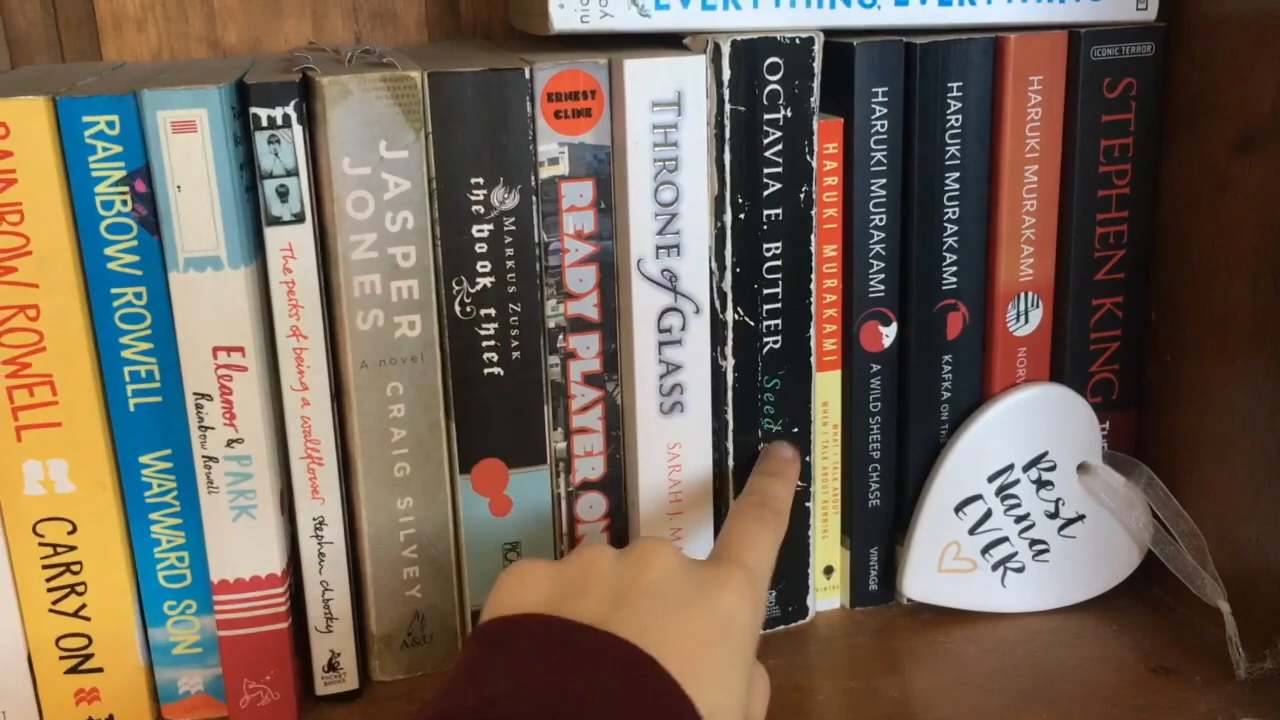 EVERYTHING, EVERYTHING
RAINBOW ROWELL
CARRY ON
RAINBOW ROWELL
WAYWARD SON
Eleanor & PARK
Rainbow Rowell
The perks of being a wallflower
stephen chbosky
POCKET BOOKS
JASPER JONES
A novel
CRAIG SILVEY
A&U
MARKUS ZUSAK
the book thief
ERNEST CLINE
READY PLAYER
THRONE of GLASS
SARAH J.
OCTAVIA E. BUTLER
Seed
HARUKI MURAKAMI
WHAT I TALK ABOUT
WHEN I TALK ABOUT RUNNING
HARUKI MURAKAMI
A WILD SHEEP CHASE
VINTAGE
HARUKI MURAKAMI
KAFKA ON THE
HARUKI MURAKAMI
ICONIC TERROR
STEPHEN KING
Best
Nana
EVER